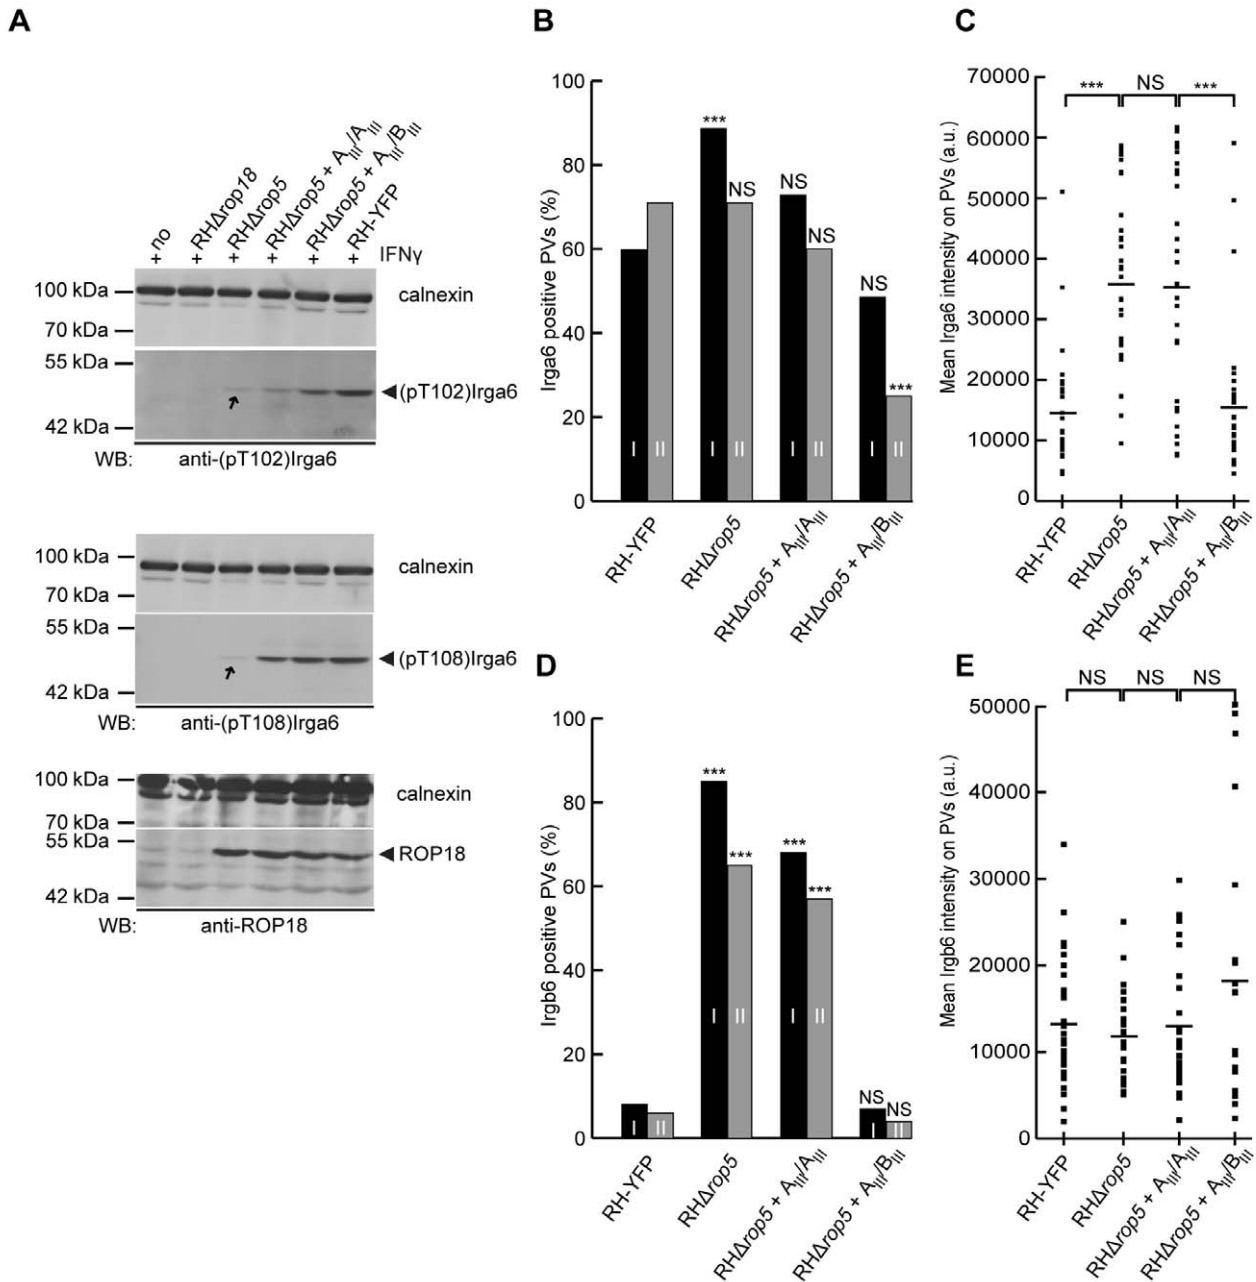 A
no
RHΔrop18
RHΔrop5
RHΔrop5 + AIII/AIII
RHΔrop5 + AIII/BIII
RH-YFP
+ + + + + + IFNγ
100 kDa
calnexin
70 kDa
55 kDa
(pT102)Irga6
42 kDa
WB: anti-(pT102)Irga6
100 kDa
calnexin
70 kDa
55 kDa
(pT108)Irga6
42 kDa
WB: anti-(pT108)Irga6
100 kDa
calnexin
70 kDa
55 kDa
ROP18
42 kDa
WB: anti-ROP18
B
Irga6 positive PVs (%)
100
80
60
40
20
0
***
NS
NS
NS
NS
***
I II I II I II I II
RH-YFP
RHΔrop5
RHΔrop5 + AIII/AIII
RHΔrop5 + AIII/BIII
C
Mean Irga6 intensity on PVs (a.u.)
70000
60000
50000
40000
30000
20000
10000
0
*** NS ***
RH-YFP
RHΔrop5
RHΔrop5 + AIII/AIII
RHΔrop5 + AIII/BIII
D
Irgb6 positive PVs (%)
100
80
60
40
20
0
***
***
***
***
NS
NS
I II I II I II I II
RH-YFP
RHΔrop5
RHΔrop5 + AIII/AIII
RHΔrop5 + AIII/BIII
E
Mean Irgb6 intensity on PVs (a.u.)
50000
40000
30000
20000
10000
0
NS NS NS
RH-YFP
RHΔrop5
RHΔrop5 + AIII/AIII
RHΔrop5 + AIII/BIII